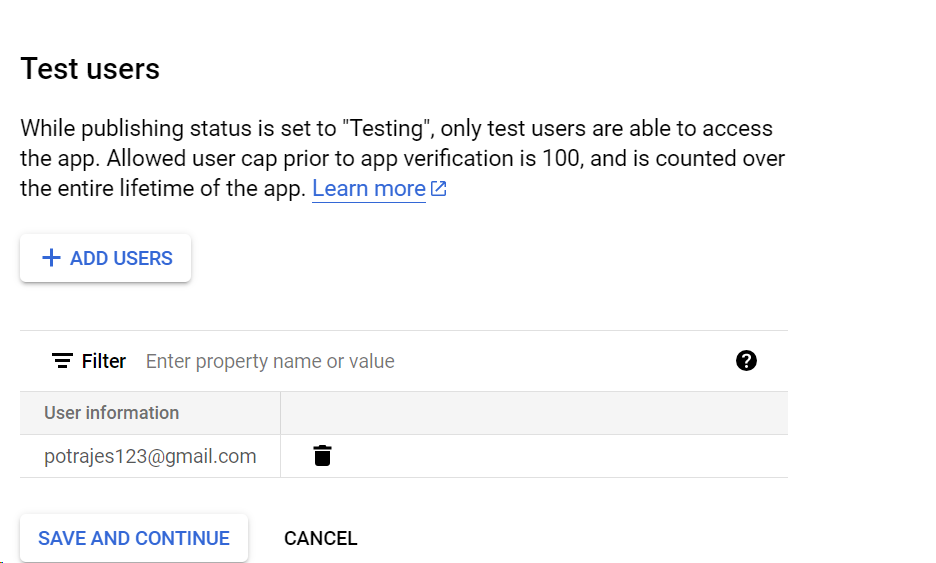 Test users
While publishing status is set to "Testing", only test users are able to access
the app. Allowed user cap prior to app verification is 100, and is counted over
the entire lifetime of the app. Learn more
ADD USERS
Filter Enter property name or value
User information
potrajes123@gmail.com
SAVE AND CONTINUE CANCEL